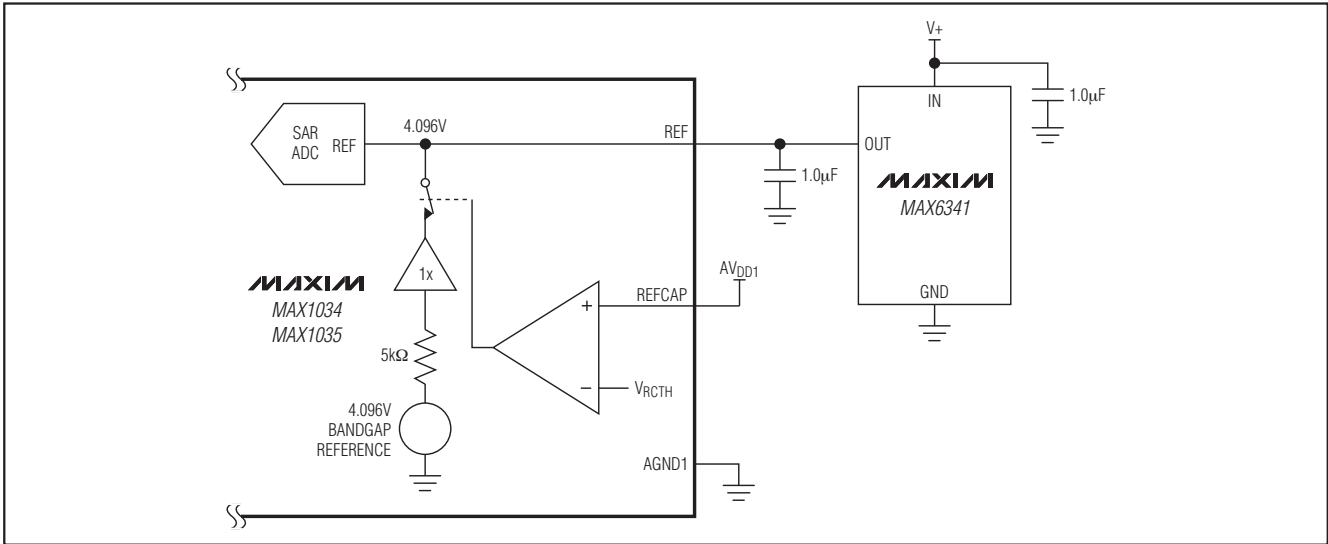 V+
IN
1.0µF
SAR
ADC
REF
4.096V
REF
OUT
1.0µF
MAXIM
MAX6341
GND
1x
AVDD1
REFCAP
+
−
VRCTH
MAXIM
MAX1034
MAX1035
5kΩ
4.096V
BANDGAP
REFERENCE
AGND1